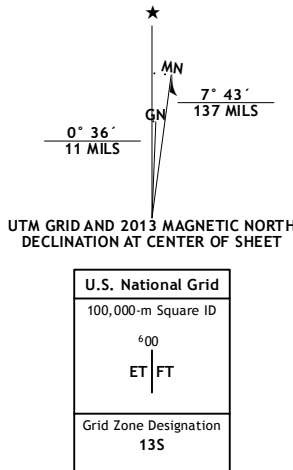 ★
MN
GN
7° 43´
137 MILS
0° 36´
11 MILS
UTM GRID AND 2013 MAGNETIC NORTH
DECLINATION AT CENTER OF SHEET
U.S. National Grid
100,000-m Square ID
⁶00
ET FT
Grid Zone Designation
13S